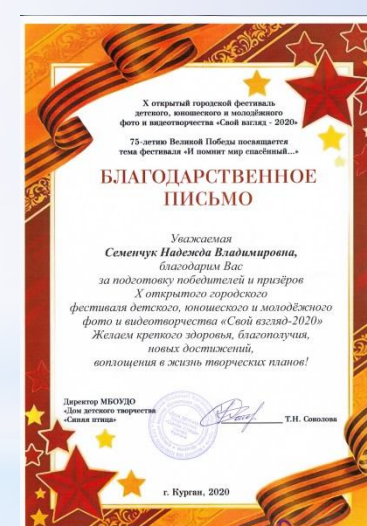 X открытый городской фестиваль
детского, юношеского и молодёжного
фото и видеотворчества «Свой взгляд - 2020»
75-летию Великой Победы посвящается
тема фестиваля «И помнит мир спасённый...»
БЛАГОДАРСТВЕННОЕ
ПИСЬМО
Уважаемая
Семенчук Надежда Владимировна,
благодарим Вас
за подготовку победителей и призёров
X открытого городского
фестиваля детского, юношеского и молодёжного
фото и видеотворчества «Свой взгляд-2020»
Желаем крепкого здоровья, благополучия,
новых достижений,
воплощения в жизнь творческих планов!
Директор МБОУДО
«Дом детского творчества
«Синяя птица»
Т.Н. Соколова
г. Курган, 2020